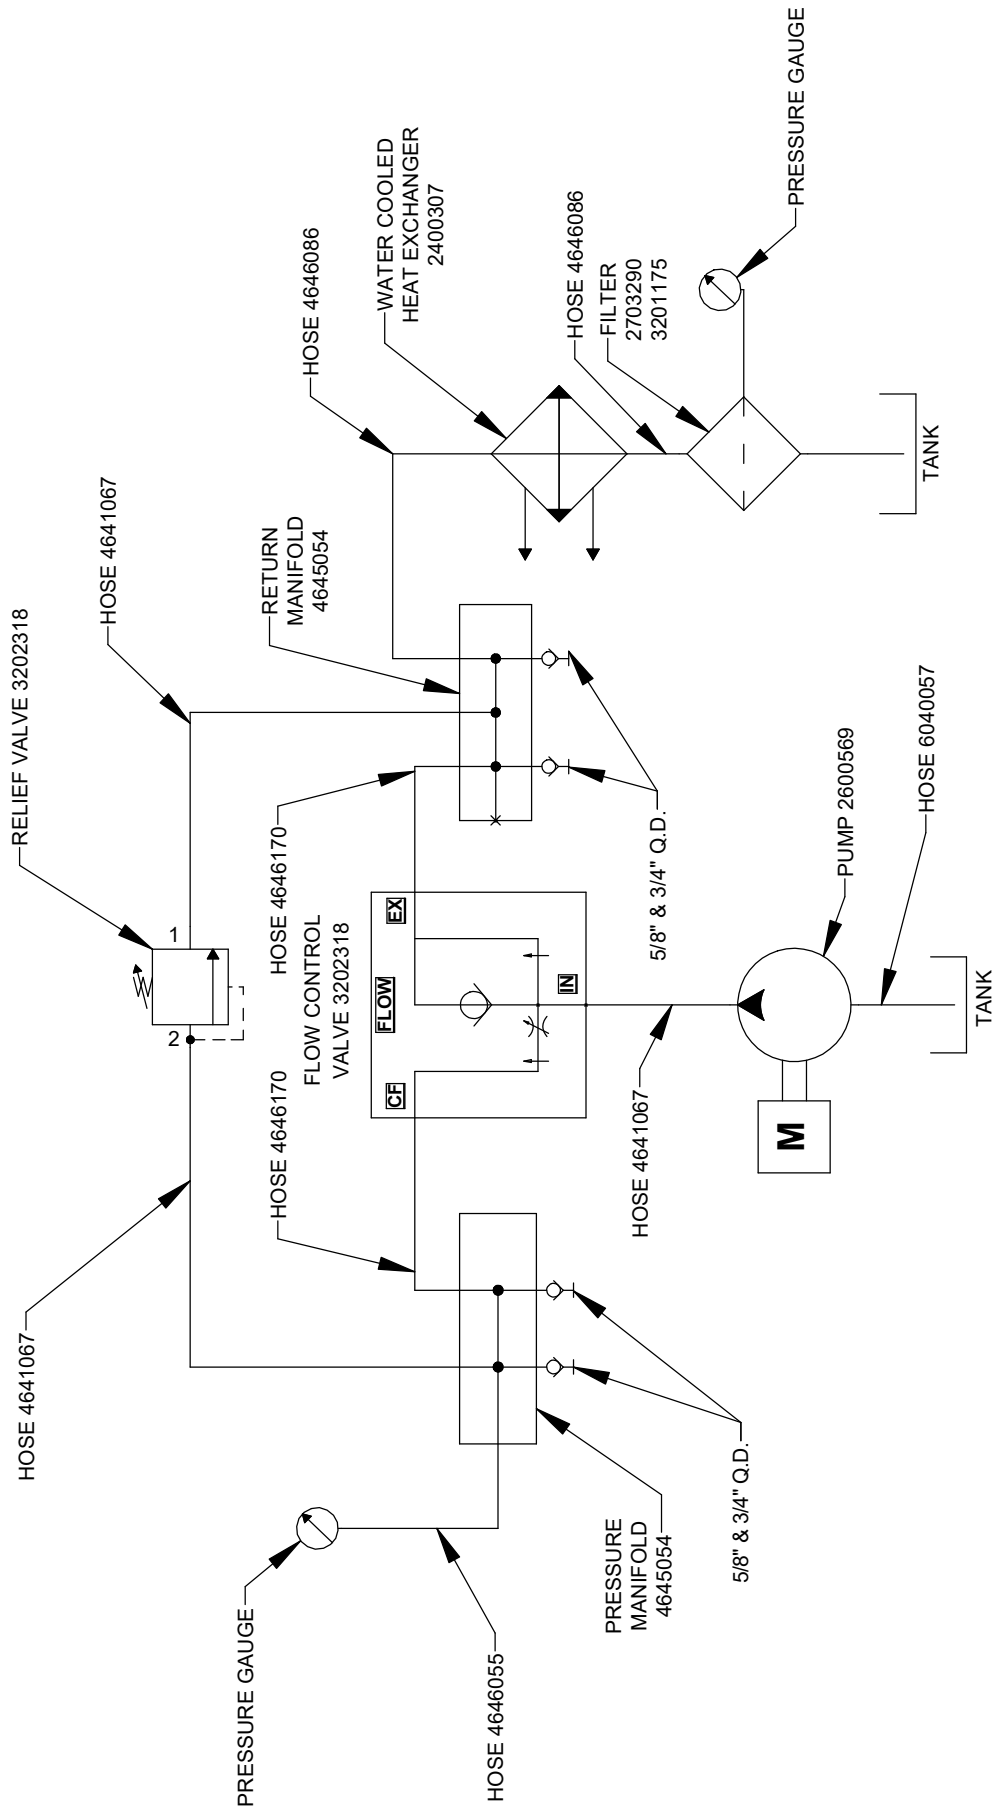 RELIEF VALVE 3202318
HOSE 4641067
HOSE 4641067
1
2
PRESSURE GAUGE
HOSE 4646055
HOSE 4646170
FLOW CONTROL
VALVE 3202318
HOSE 4646170
RETURN
MANIFOLD
4645054
HOSE 4646086
WATER COOLED
HEAT EXCHANGER
2400307
CF
FLOW
EX
IN
PRESSURE
MANIFOLD
4645054
5/8" & 3/4" Q.D.
HOSE 4641067
5/8" & 3/4" Q.D.
HOSE 4646086
FILTER
2703290
3201175
PRESSURE GAUGE
M
PUMP 2600569
HOSE 6040057
TANK
TANK